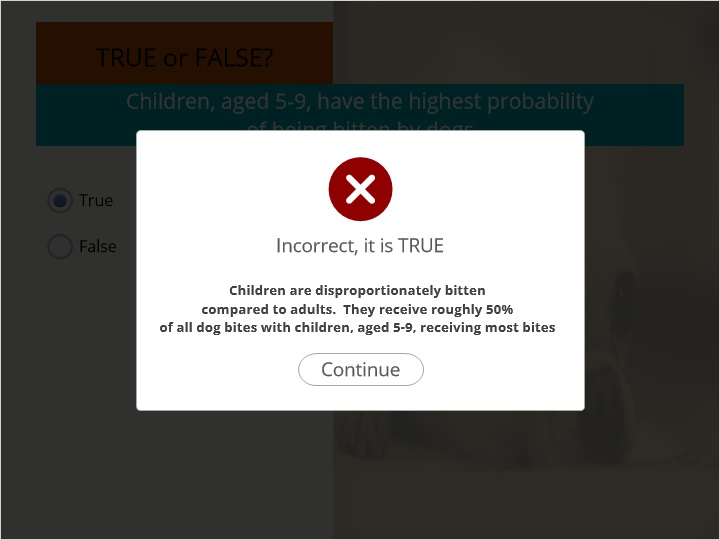 TRUE or FALSE?
Children, aged 5-9, have the highest probability
of being bitten by dogs
True
False
Incorrect, it is TRUE
Children are disproportionately bitten
compared to adults.  They receive roughly 50%
of all dog bites with children, aged 5-9, receiving most bites
Continue